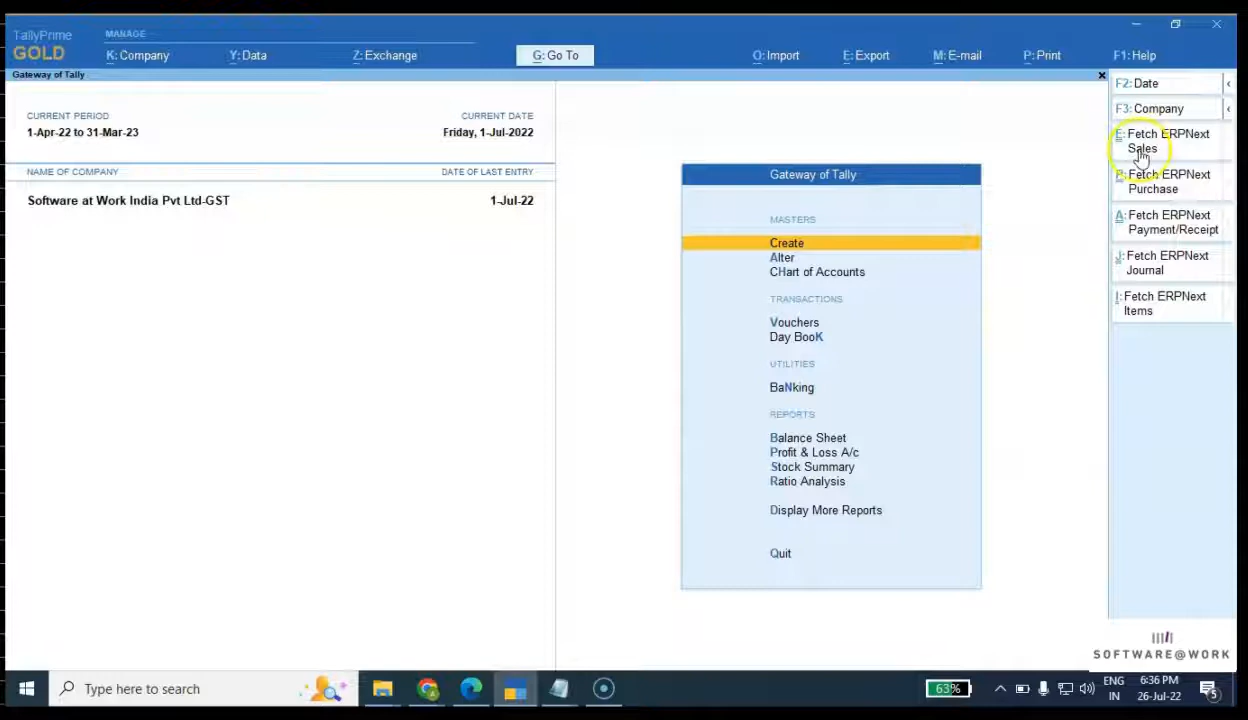 TallyPrime
GOLD
MANAGE
K: Company
Y: Data
Z: Exchange
G: Go To
O: Import
E: Export
M: E-mail
P: Print
F1: Help
Gateway of Tally
CURRENT PERIOD
CURRENT DATE
1-Apr-22 to 31-Mar-23
Friday, 1-Jul-2022
NAME OF COMPANY
DATE OF LAST ENTRY
Software at Work India Pvt Ltd-GST
1-Jul-22
Gateway of Tally
MASTERS
Create
Alter
CHart of Accounts
TRANSACTIONS
Vouchers
Day BooK
UTILITIES
BaNking
REPORTS
Balance Sheet
Profit & Loss A/c
Stock Summary
Ratio Analysis
Display More Reports
Quit
F2: Date
F3: Company
Fetch ERPNext
Sales
Fetch ERPNext
Purchase
A: Fetch ERPNext
Payment/Receipt
J: Fetch ERPNext
Journal
I: Fetch ERPNext
Items
SOFTWARE@WORK
Type here to search
63%
ENG
IN
6:36 PM
26-Jul-22
5